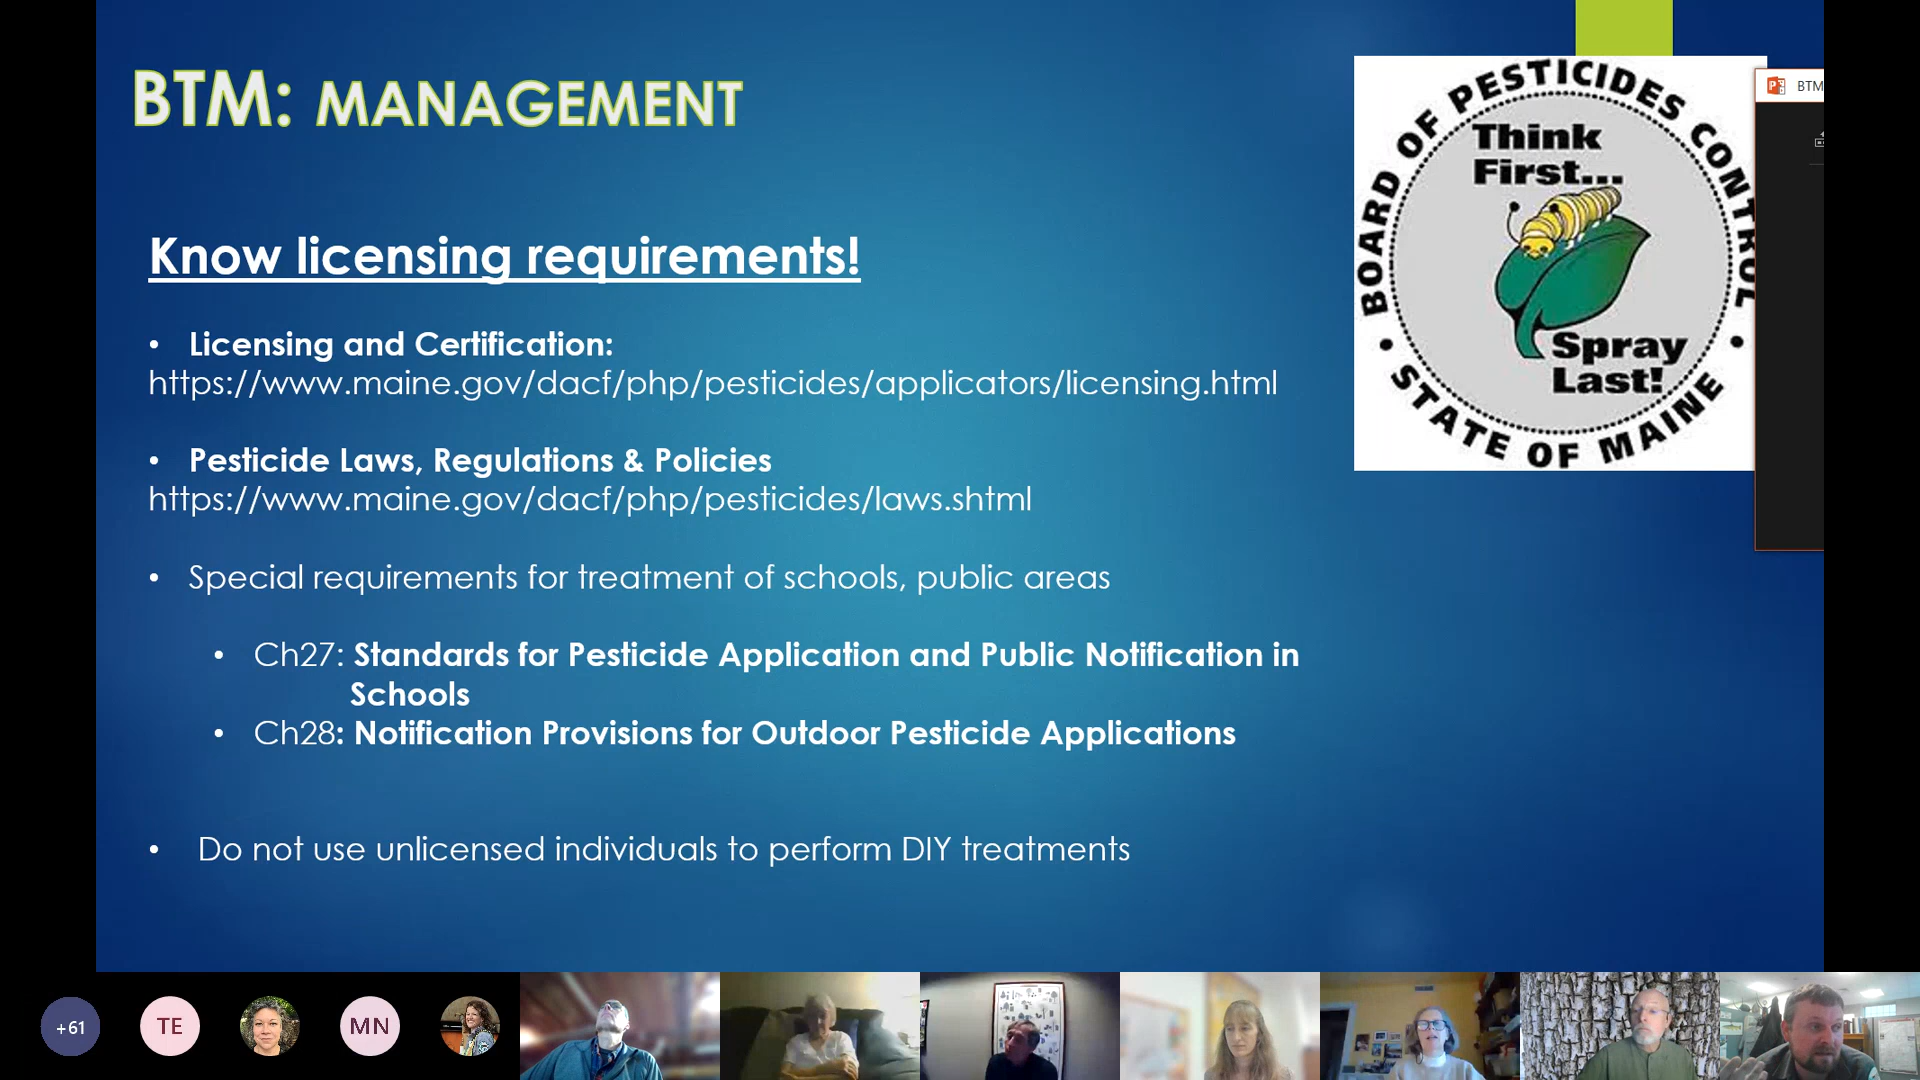 BTM: MANAGEMENT
BOARD OF PESTICIDES CONTROL
Think
First...
Spray
Last!
• STATE OF MAINE •
BTM
Know licensing requirements!
• Licensing and Certification:
https://www.maine.gov/dacf/php/pesticides/applicators/licensing.html
• Pesticide Laws, Regulations & Policies
https://www.maine.gov/dacf/php/pesticides/laws.shtml
• Special requirements for treatment of schools, public areas
• Ch27: Standards for Pesticide Application and Public Notification in
Schools
• Ch28: Notification Provisions for Outdoor Pesticide Applications
• Do not use unlicensed individuals to perform DIY treatments
+61
TE
MN